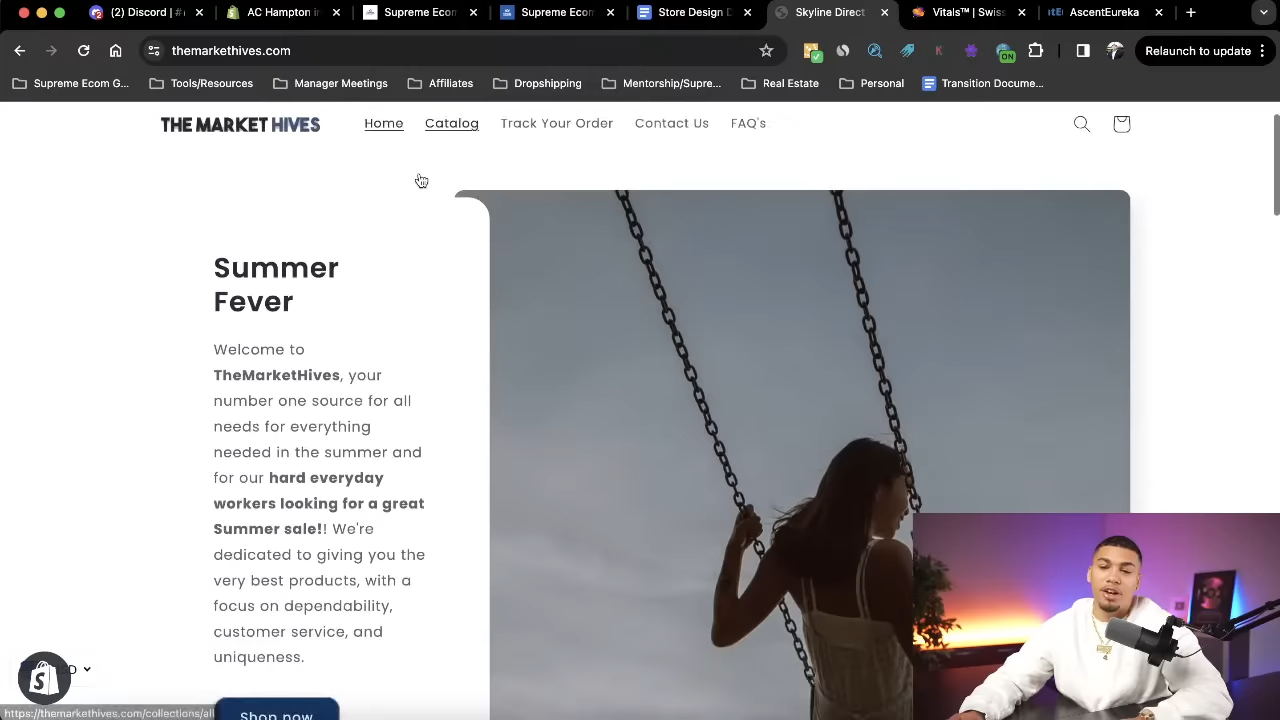 (2) Discord | #
AC Hampton
Supreme Ecom
Supreme Ecom
Store Design D
Skyline Direct
Vitals™ | Swiss
AscentEureka
themarkethives.com
ON
Relaunch to update
Supreme Ecom G...
Tools/Resources
Manager Meetings
Affiliates
Dropshipping
Mentorship/Supre...
Real Estate
Personal
Transition Docume...
THE MARKET HIVES
Home
Catalog
Track Your Order
Contact Us
FAQ's
Summer
Fever
Welcome to
TheMarketHives, your
number one source for all
needs for everything
needed in the summer and
for our hard everyday
workers looking for a great
Summer sale!! We're
dedicated to giving you the
very best products, with a
focus on dependability,
customer service, and
uniqueness.
Shop now
https://themarkethives.com/collections/all